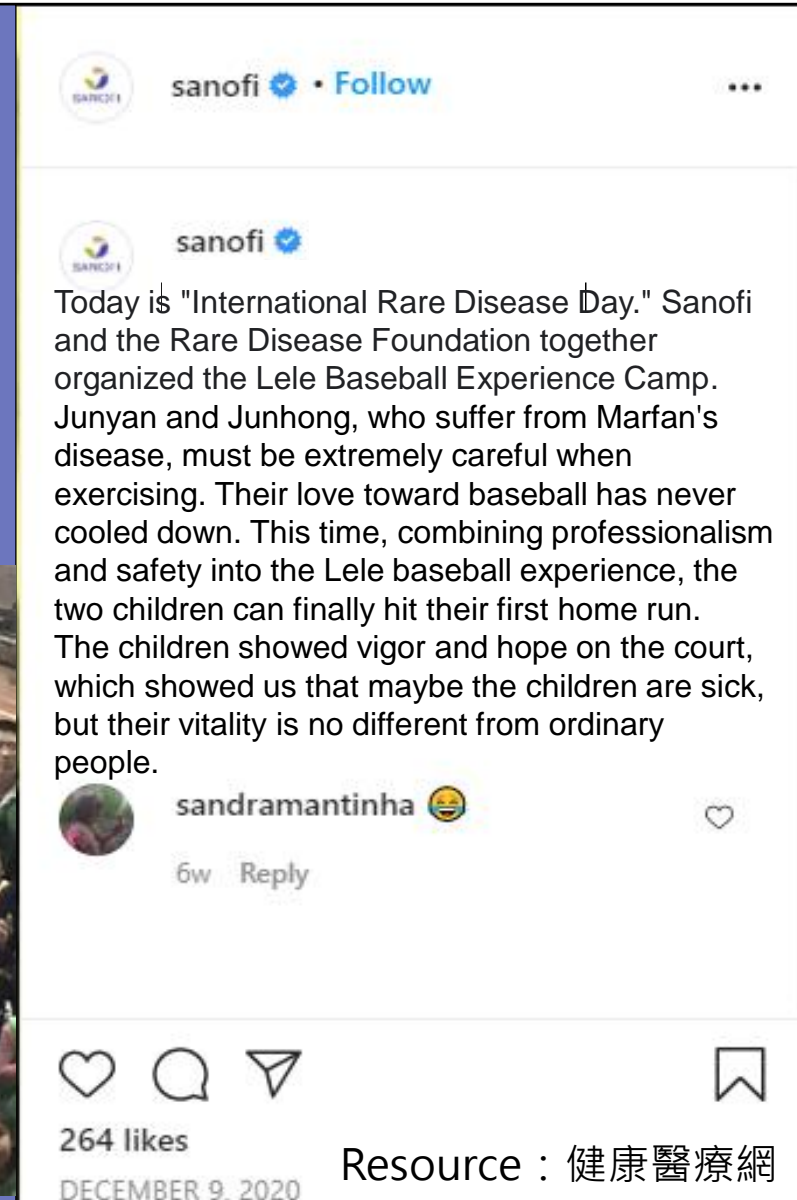 SANOFI
sanofi • Follow
SANOFI
sanofi
Today is "International Rare Disease Day." Sanofi
and the Rare Disease Foundation together
organized the Lele Baseball Experience Camp.
Junyan and Junhong, who suffer from Marfan's
disease, must be extremely careful when
exercising. Their love toward baseball has never
cooled down. This time, combining professionalism
and safety into the Lele baseball experience, the
two children can finally hit their first home run.
The children showed vigor and hope on the court,
which showed us that maybe the children are sick,
but their vitality is no different from ordinary
people.
sandramantinha 😂
6w Reply
264 likes
Resource：健康醫療網
DECEMBER 9, 2020